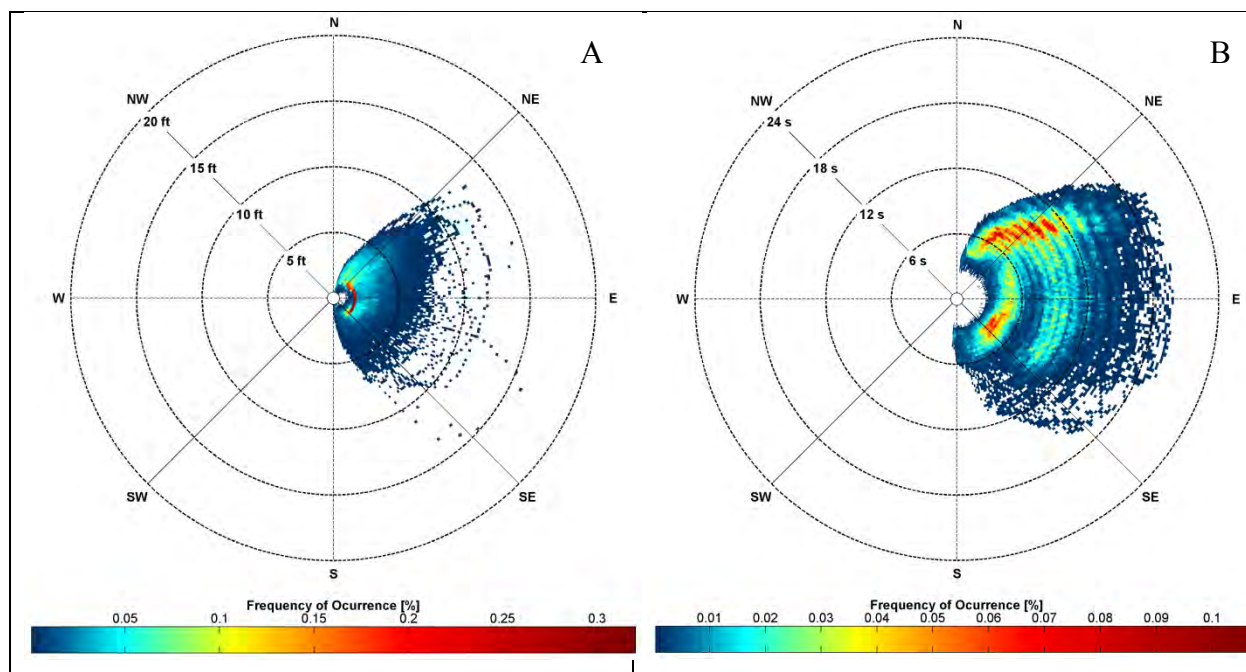 A
N
NW
NE
20 ft
15 ft
10 ft
5 ft
W
E
SW
SE
S
Frequency of Ocurrence [%]
0.05 0.1 0.15 0.2 0.25 0.3
B
N
NW
NE
24 s
18 s
12 s
6 s
W
E
SW
SE
S
Frequency of Ocurrence [%]
0.01 0.02 0.03 0.04 0.05 0.06 0.07 0.08 0.09 0.1